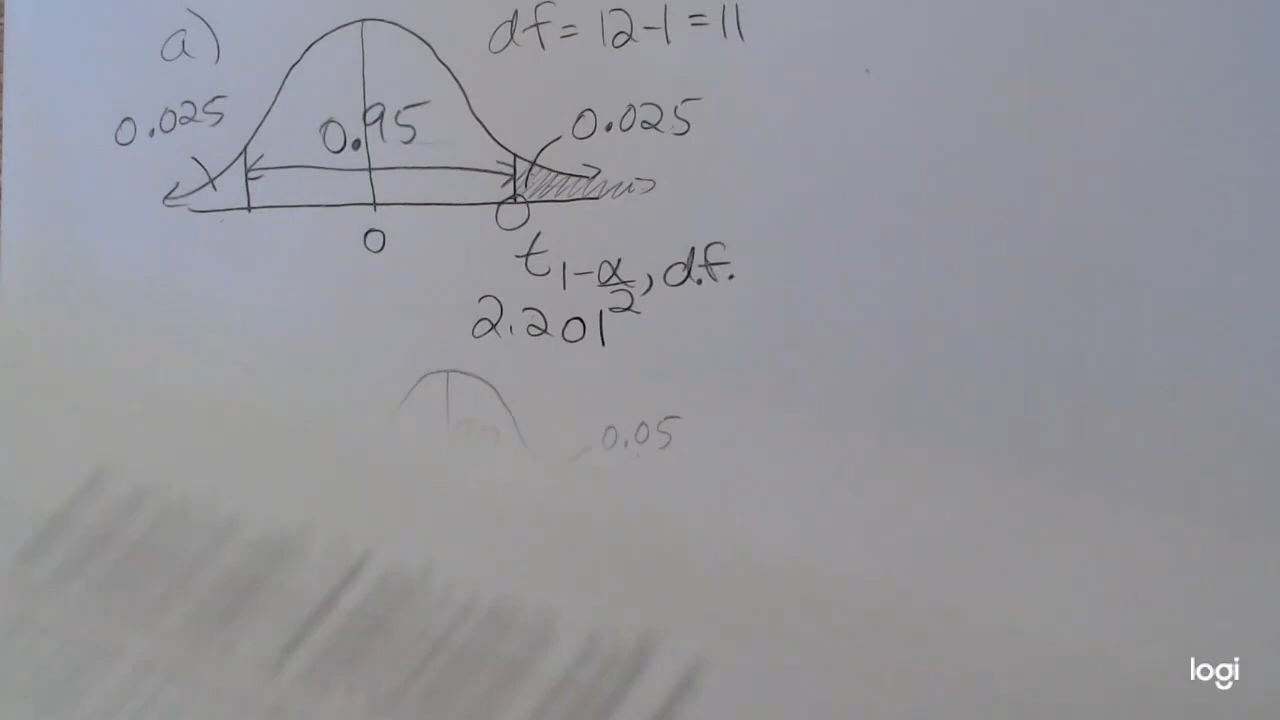 a)
df = 12-1 = 11
0.025
0.95
0.025
0
t1-α/2, d.f.
2.201
0.05
logi